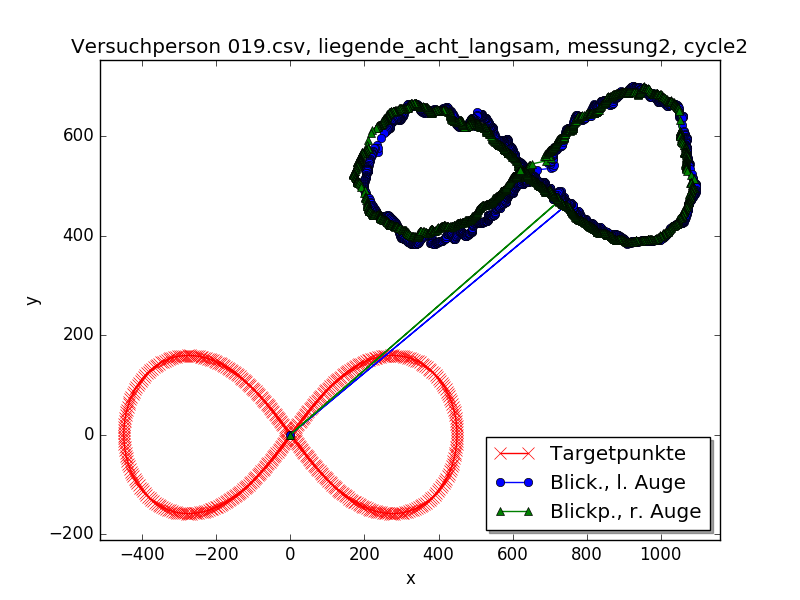 Versuchperson 019.csv, liegende_acht_langsam, messung2, cycle2
y
600
400
200
0
−200
−400
−200
0
200
400
600
800
1000
x
Targetpunkte
Blick., l. Auge
Blickp., r. Auge